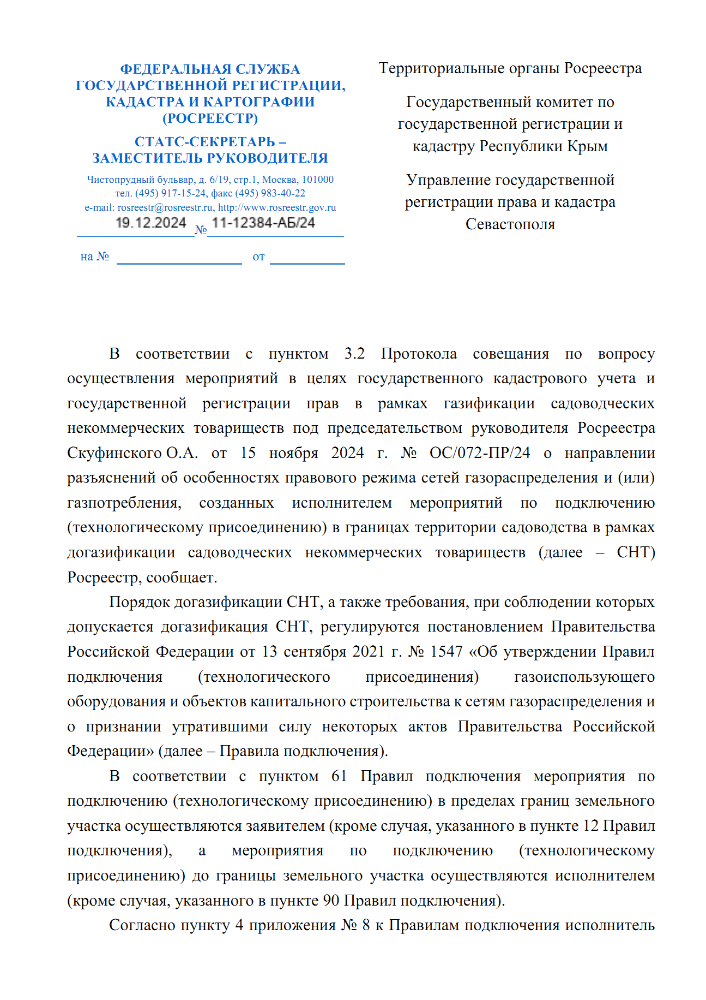 ФЕДЕРАЛЬНАЯ СЛУЖБА
ГОСУДАРСТВЕННОЙ РЕГИСТРАЦИИ,
КАДАСТРА И КАРТОГРАФИИ
(РОСРЕЕСТР)
СТАТС-СЕКРЕТАРЬ –
ЗАМЕСТИТЕЛЬ РУКОВОДИТЕЛЯ
Чистопрудный бульвар, д. 6/19, стр.1, Москва, 101000
тел. (495) 917-15-24, факс (495) 983-40-22
e-mail: rosreestr@rosreestr.ru, http://www.rosreestr.gov.ru
19.12.2024 № 11-12384-АБ/24
на № от
Территориальные органы Росреестра
Государственный комитет по
государственной регистрации и
кадастру Республики Крым
Управление государственной
регистрации права и кадастра
Севастополя
В соответствии с пунктом 3.2 Протокола совещания по вопросу
осуществления мероприятий в целях государственного кадастрового учета и
государственной регистрации прав в рамках газификации садоводческих
некоммерческих товариществ под председательством руководителя Росреестра
Скуфинского О.А. от 15 ноября 2024 г. № ОС/072-ПР/24 о направлении
разъяснений об особенностях правового режима сетей газораспределения и (или)
газпотребления, созданных исполнителем мероприятий по подключению
(технологическому присоединению) в границах территории садоводства в рамках
догазификации садоводческих некоммерческих товариществ (далее – СНТ)
Росреестр, сообщает.
Порядок догазификации СНТ, а также требования, при соблюдении которых
допускается догазификация СНТ, регулируются постановлением Правительства
Российской Федерации от 13 сентября 2021 г. № 1547 «Об утверждении Правил
подключения (технологического присоединения) газоиспользующего
оборудования и объектов капитального строительства к сетям газораспределения и
о признании утратившими силу некоторых актов Правительства Российской
Федерации» (далее – Правила подключения).
В соответствии с пунктом 61 Правил подключения мероприятия по
подключению (технологическому присоединению) в пределах границ земельного
участка осуществляются заявителем (кроме случая, указанного в пункте 12 Правил
подключения), а мероприятия по подключению (технологическому
присоединению) до границы земельного участка осуществляются исполнителем
(кроме случая, указанного в пункте 90 Правил подключения).
Согласно пункту 4 приложения № 8 к Правилам подключения исполнитель